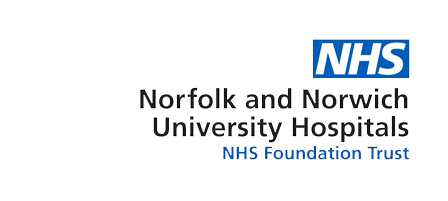 NHS
Norfolk and Norwich
University Hospitals
NHS Foundation Trust